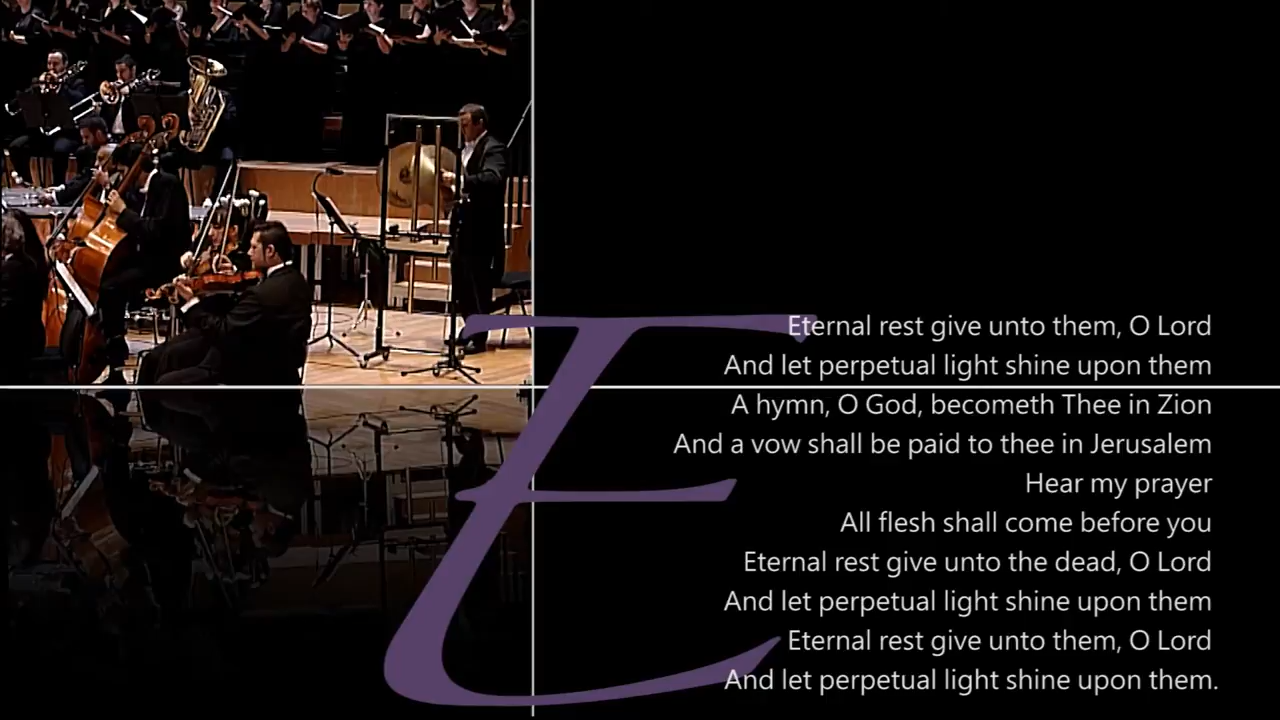 Eternal rest give unto them, O Lord
And let perpetual light shine upon them
A hymn, O God, becometh Thee in Zion
And a vow shall be paid to thee in Jerusalem
Hear my prayer
All flesh shall come before you
Eternal rest give unto the dead, O Lord
And let perpetual light shine upon them
Eternal rest give unto them, O Lord
And let perpetual light shine upon them.
E